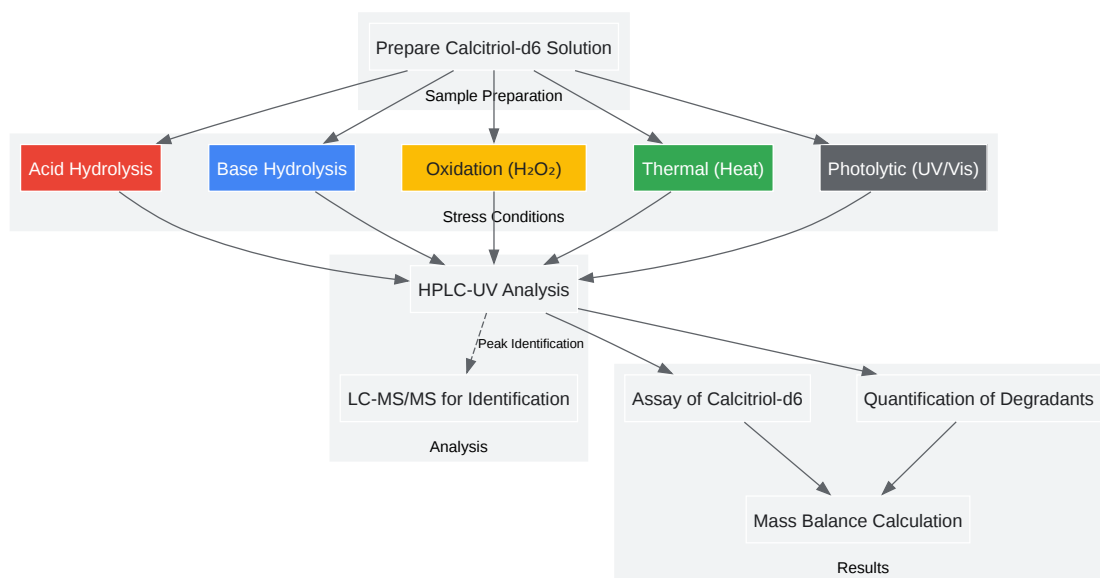 Prepare Calcitriol-d6 Solution
Sample Preparation
Acid Hydrolysis
Base Hydrolysis
Oxidation (H₂O₂)
Thermal (Heat)
Photolytic (UV/Vis)
Stress Conditions
HPLC-UV Analysis
Peak Identification
LC-MS/MS for Identification
Assay of Calcitriol-d6
Quantification of Degradants
Analysis
Mass Balance Calculation
Results